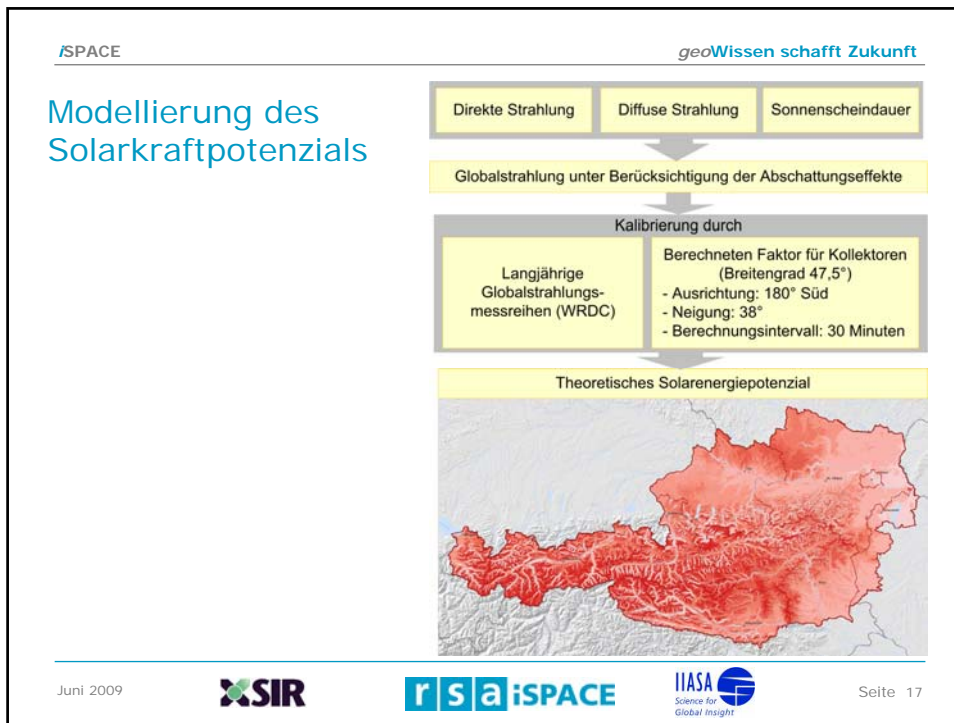 iSPACE
geoWissen schafft Zukunft
Modellierung des
Solarkraftpotenzials
Direkte Strahlung
Diffuse Strahlung
Sonnenscheindauer
Globalstrahlung unter Berücksichtigung der Abschattungseffekte
Kalibrierung durch
Langjährige
Globalstrahlungs-
messreihen (WRDC)
Berechneten Faktor für Kollektoren
(Breitengrad 47,5°)
- Ausrichtung: 180° Süd
- Neigung: 38°
- Berechnungsintervall: 30 Minuten
Theoretisches Solarenergiepotenzial
Juni 2009
SIR
rsa iSPACE
IIASA
Science for
Global Insight
Seite 17